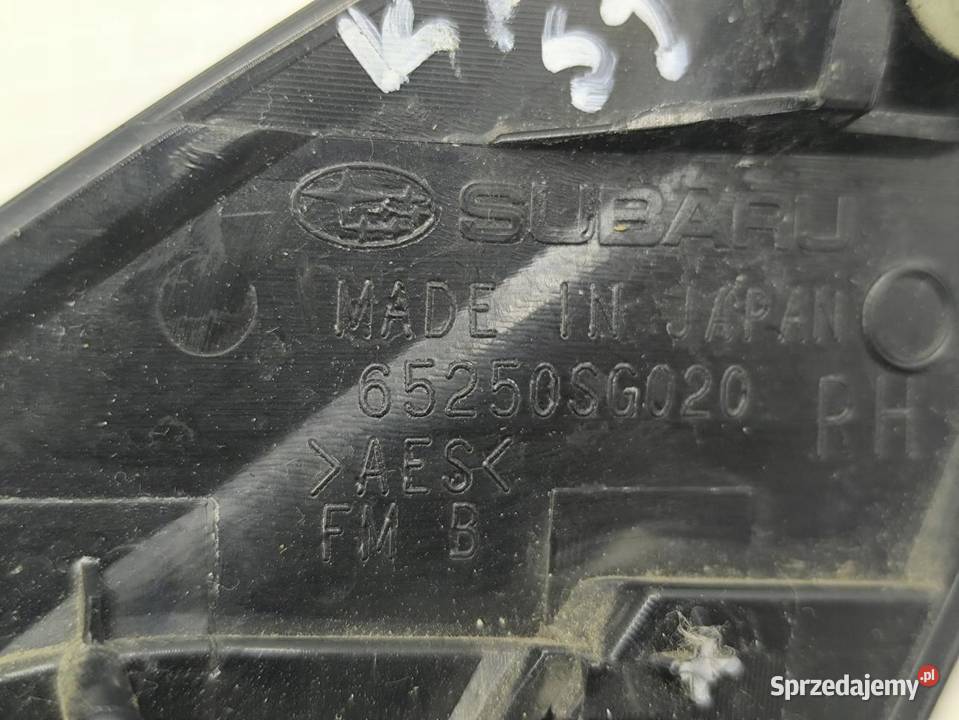 SUBARU
MADE IN JAPAN
65250SG020
RH
>AES<
FM B
Sprzedajemy.pl